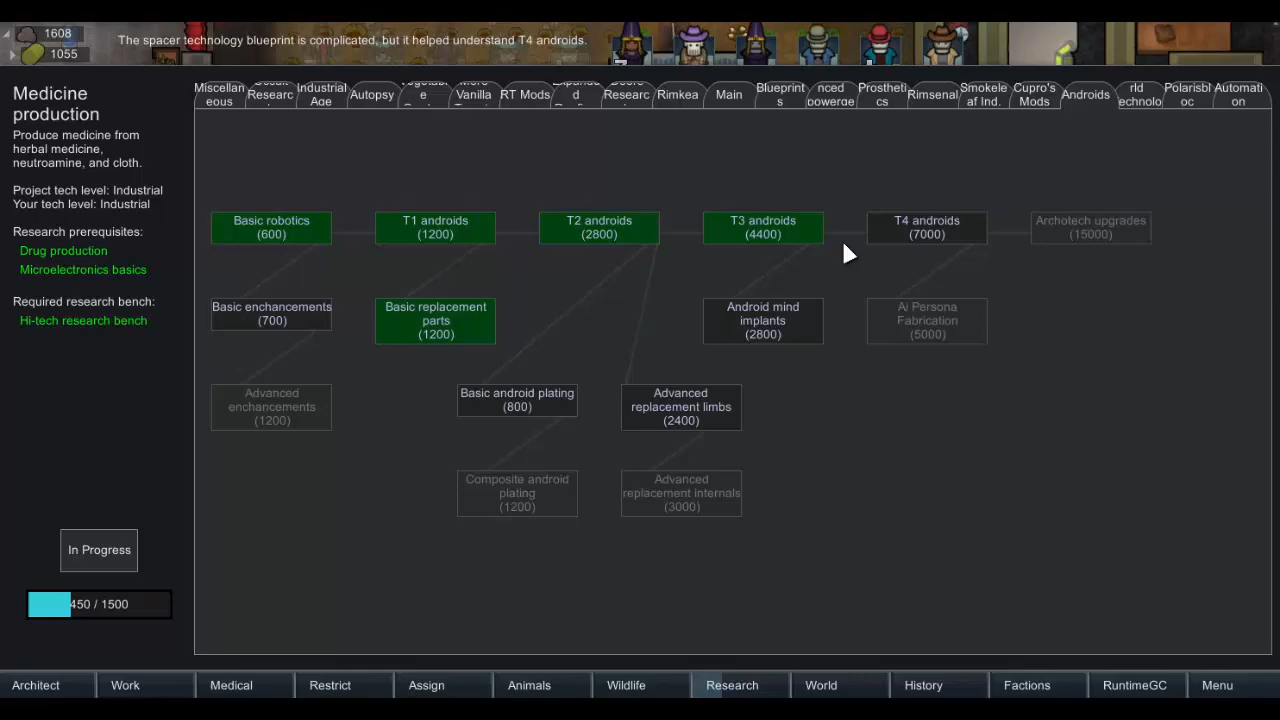 1608
1055
The spacer technology blueprint is complicated, but it helped understand T4 androids.
Medicine
production
Produce medicine from
herbal medicine,
neutroamine, and cloth.
Project tech level: Industrial
Your tech level: Industrial
Research prerequisites:
Drug production
Microelectronics basics
Required research bench:
Hi-tech research bench
In Progress
450 / 1500
Miscellan
eous
Researc
Industrial
Age
Autopsy
e
Vanilla
RT Mods
d
Researc
Rimkea
Main
Blueprint
s
nced
powerge
Prostheti
cs
Rimsenal
Smokele
af Ind.
Cupro's
Mods
Androids
rld
echnolo
Polarisbl
oc
Automati
on
Basic robotics
(600)
T1 androids
(1200)
T2 androids
(2800)
T3 androids
(4400)
T4 androids
(7000)
Archotech upgrades
(15000)
Basic enchancements
(700)
Basic replacement
parts
(1200)
Android mind
implants
(2800)
Ai Persona
Fabrication
(5000)
Advanced
enchancements
(1200)
Basic android plating
(800)
Advanced
replacement limbs
(2400)
Composite android
plating
(1200)
Advanced
replacement internals
(3000)
Architect
Work
Medical
Restrict
Assign
Animals
Wildlife
Research
World
History
Factions
RuntimeGC
Menu